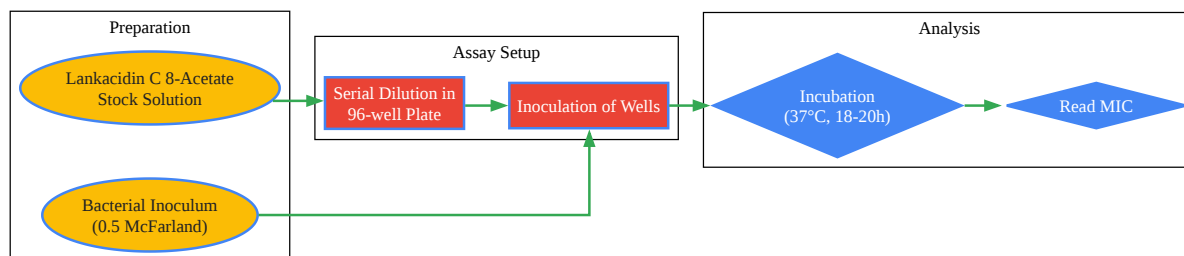 Preparation
Lankacidin C 8-Acetate
Stock Solution
Bacterial Inoculum
(0.5 McFarland)
Assay Setup
Serial Dilution in
96-well Plate
Inoculation of Wells
Analysis
Incubation
(37°C, 18-20h)
Read MIC